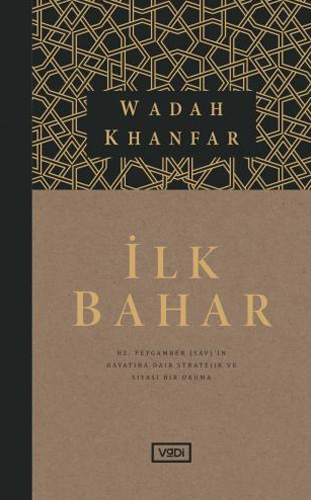 WADAH
KHANFAR
İLK
BAHAR
HZ. PEYGAMBER (SAV)'İN
HAYATINA DAİR STRATEJİK VE
SİYASİ BİR OKUMA
VaDi